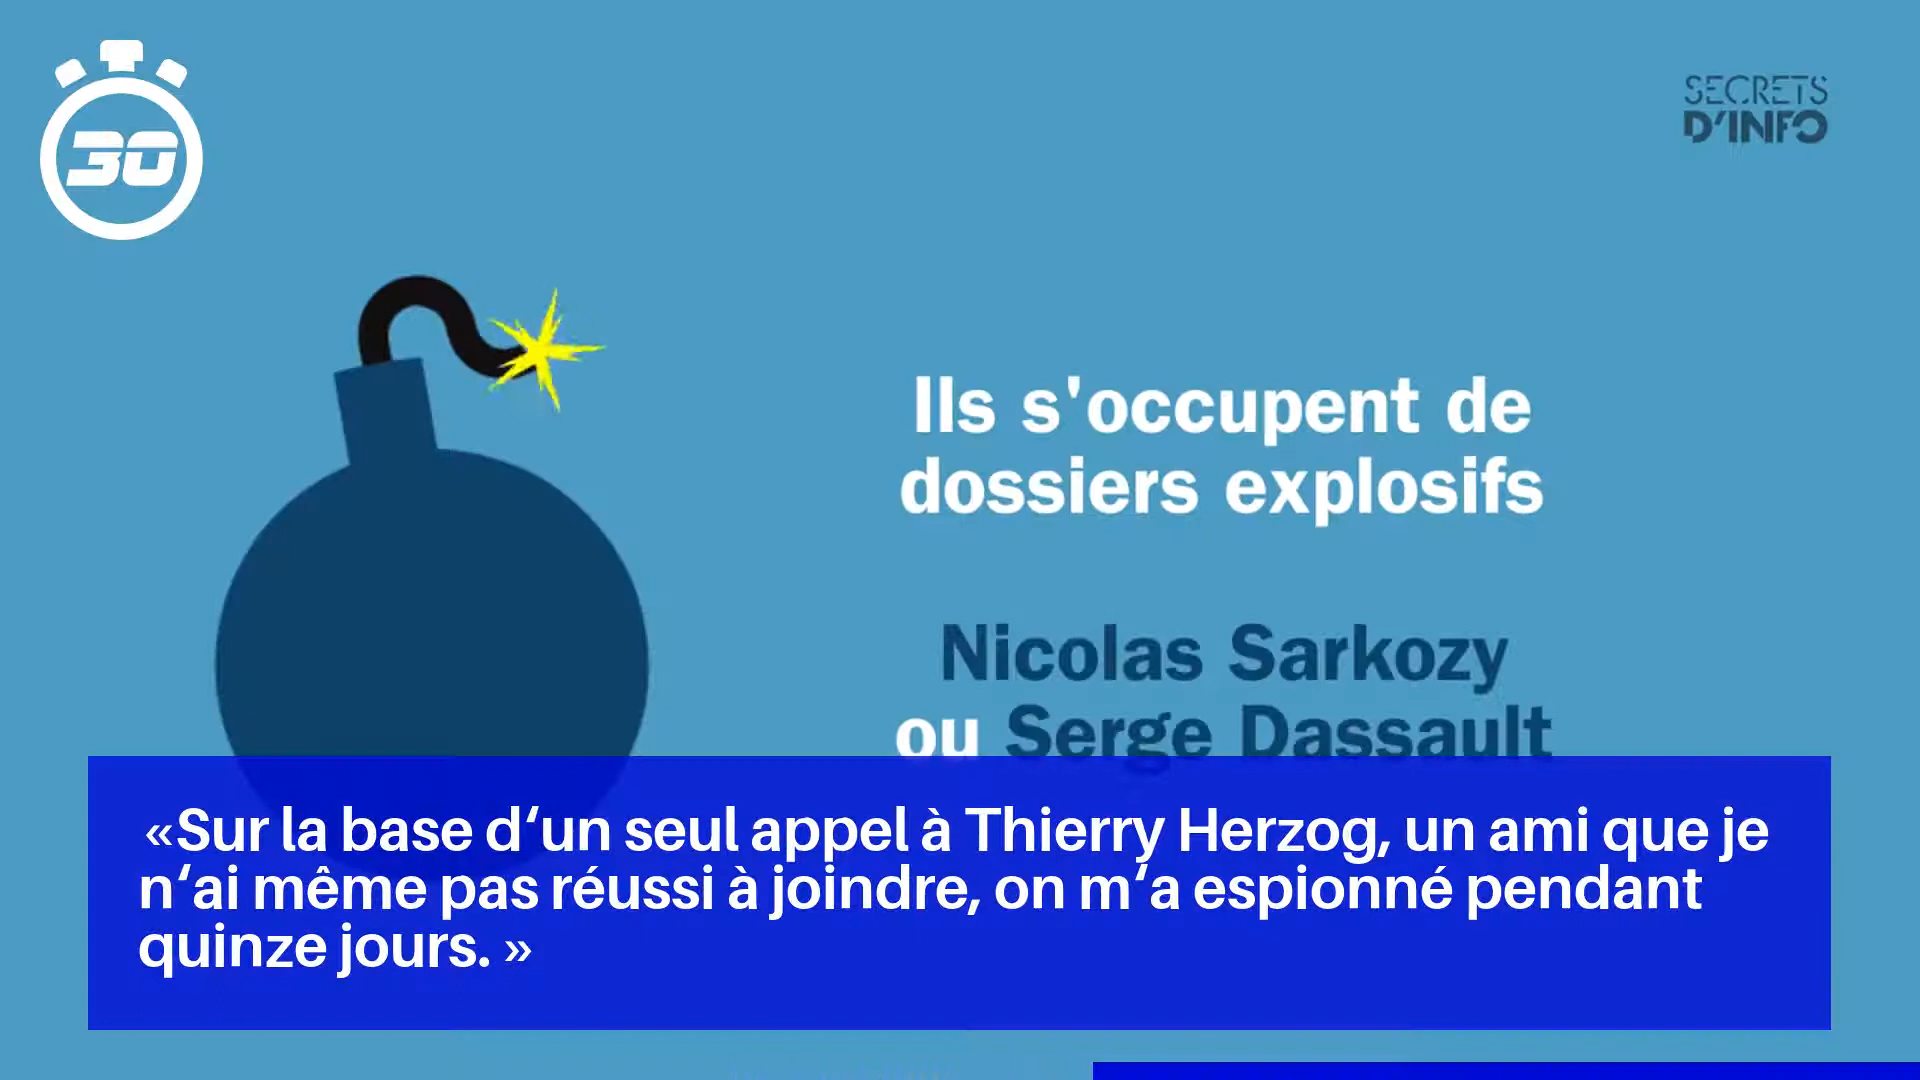 30
SECRETS
D'INFO
Ils s'occupent de
dossiers explosifs
Nicolas Sarkozy
ou Serge Dassault
«Sur la base d‘un seul appel à Thierry Herzog, un ami que je
n‘ai même pas réussi à joindre, on m‘a espionné pendant
quinze jours. »